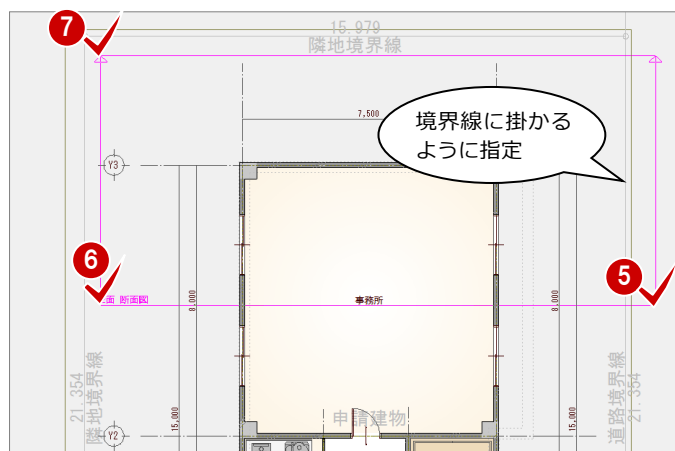 7
15.979
隣地境界線
7,500
境界線に掛かる
ように指定
Y3
6
5
面 断面図
8,000
事務所
8,000
21.354
隣地境界線
15,000
申請建物
15,000
道路境界線
21.354
Y2